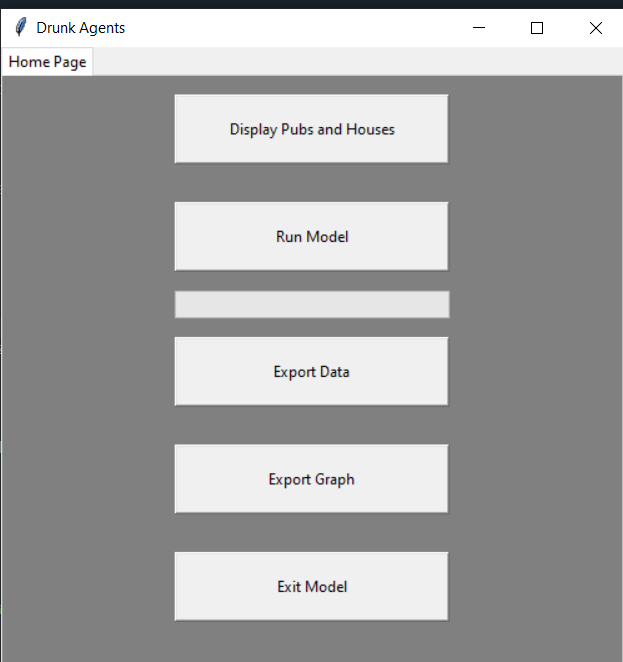 Drunk Agents
Home Page
Display Pubs and Houses
Run Model
Export Data
Export Graph
Exit Model